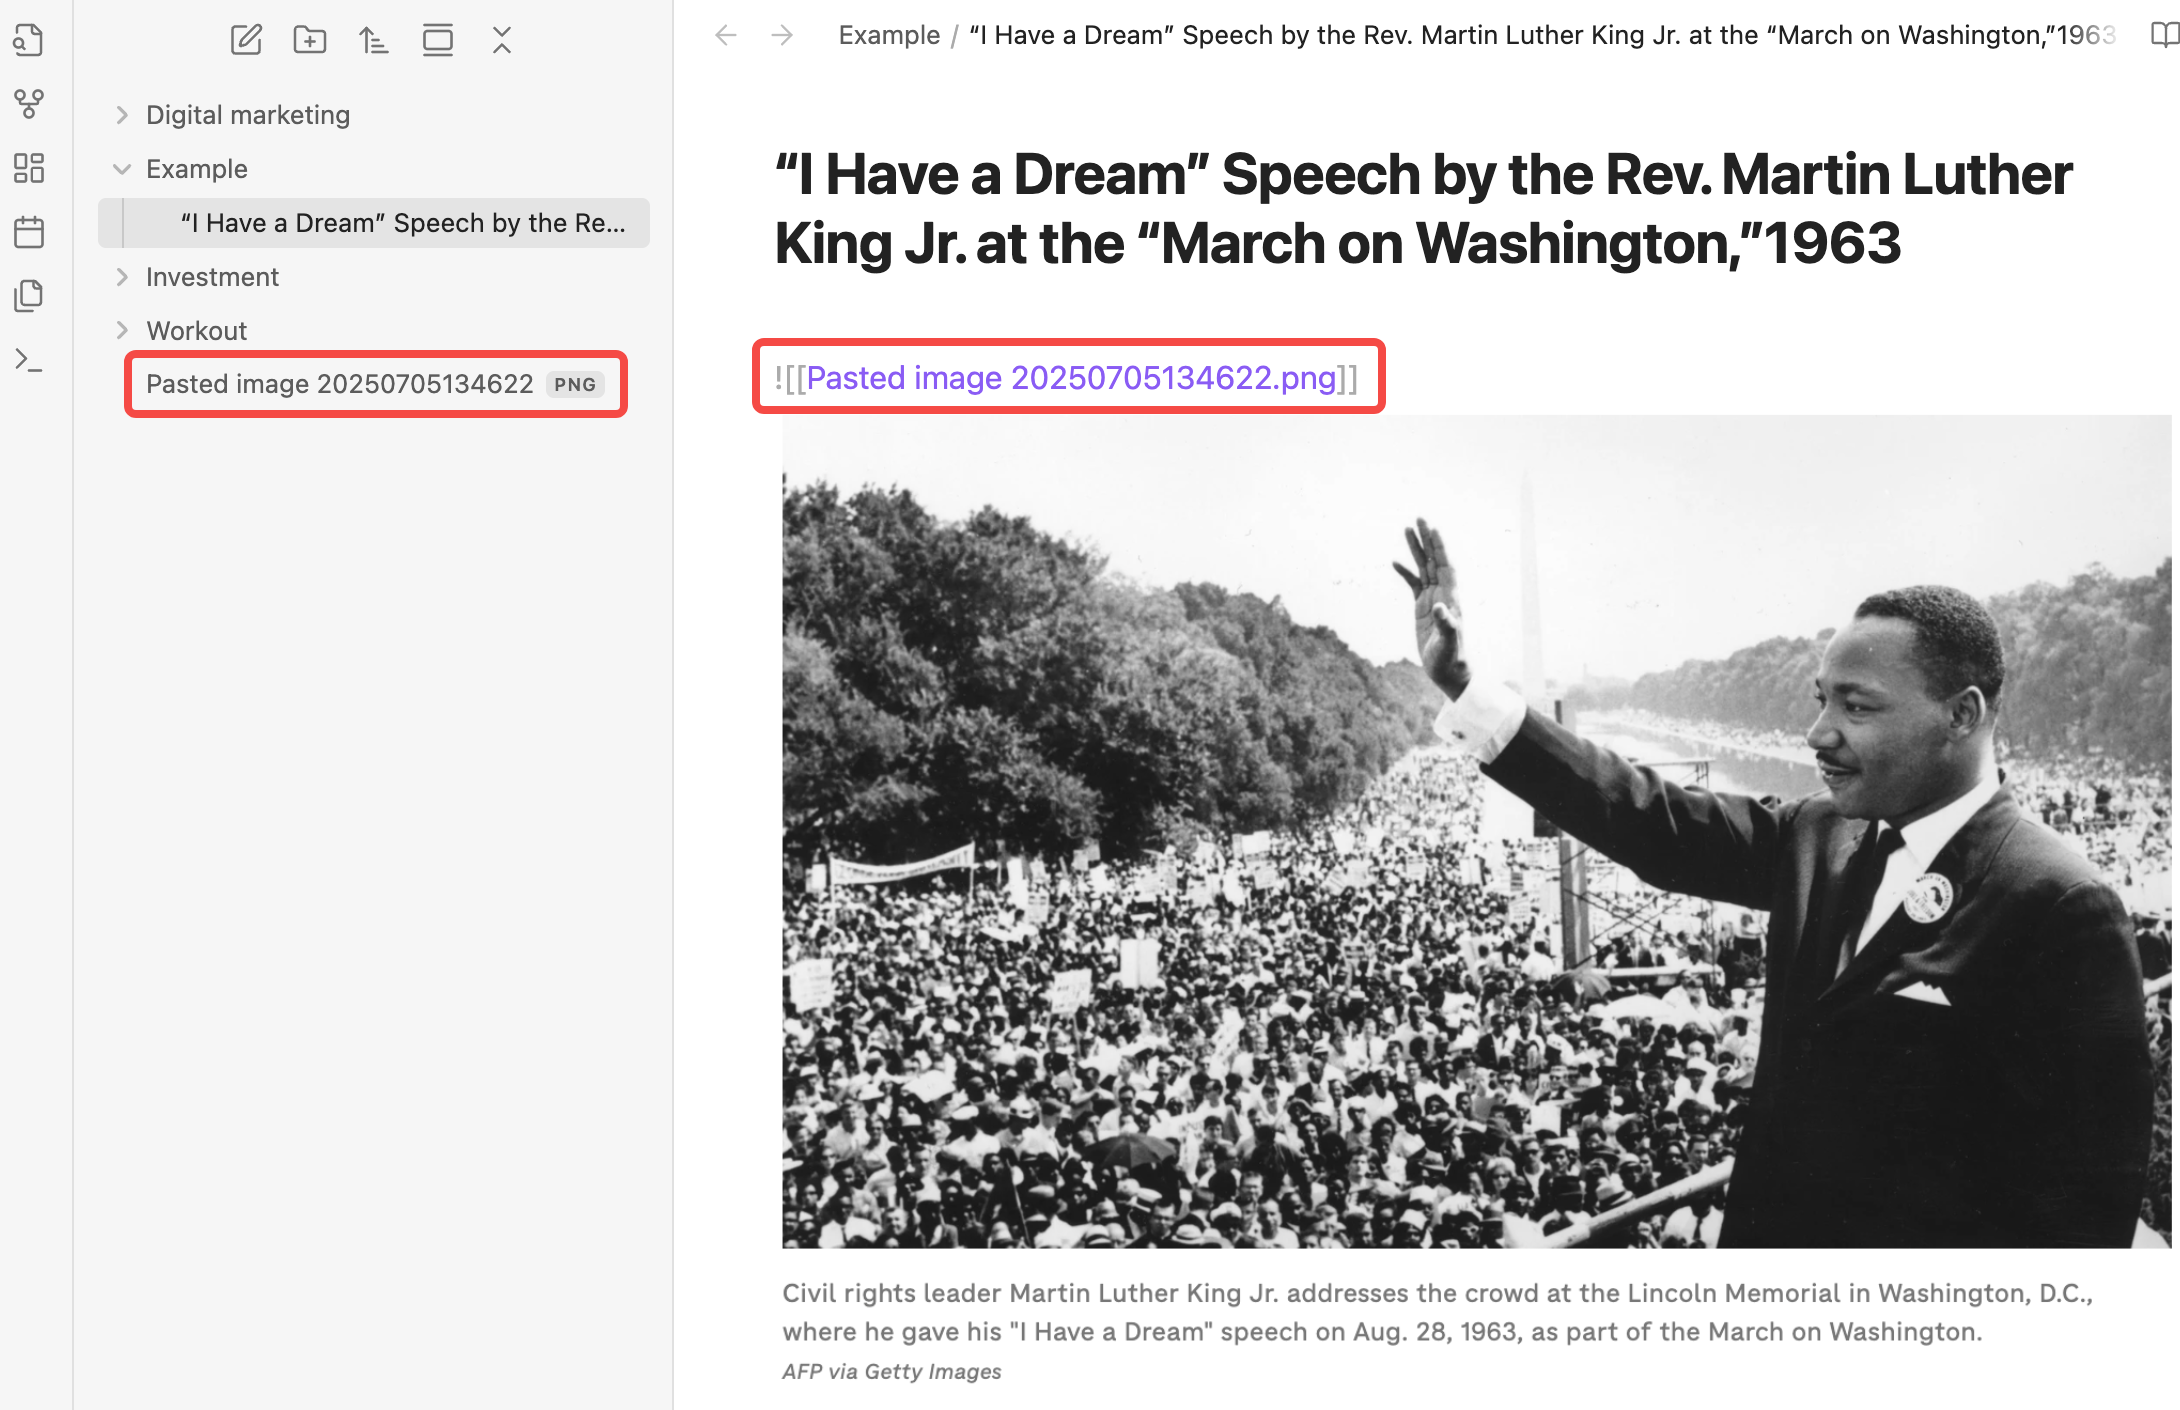 Digital marketing
Example
“I Have a Dream” Speech by the Re...
Investment
Workout
Pasted image 20250705134622 PNG
Example / “I Have a Dream” Speech by the Rev. Martin Luther King Jr. at the “March on Washington,”1963
“I Have a Dream” Speech by the Rev. Martin Luther
King Jr. at the “March on Washington,”1963
![[Pasted image 20250705134622.png]]
Civil rights leader Martin Luther King Jr. addresses the crowd at the Lincoln Memorial in Washington, D.C.,
where he gave his "I Have a Dream" speech on Aug. 28, 1963, as part of the March on Washington.
AFP via Getty Images